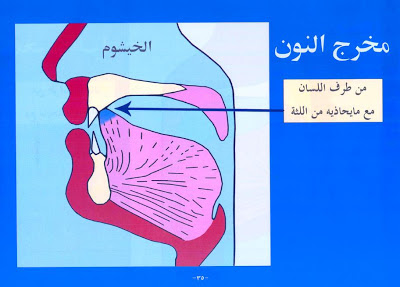 مخرج النون
الخيشوم
من طرف اللسان
مع مايحاذيه من اللثة
-٣٥-